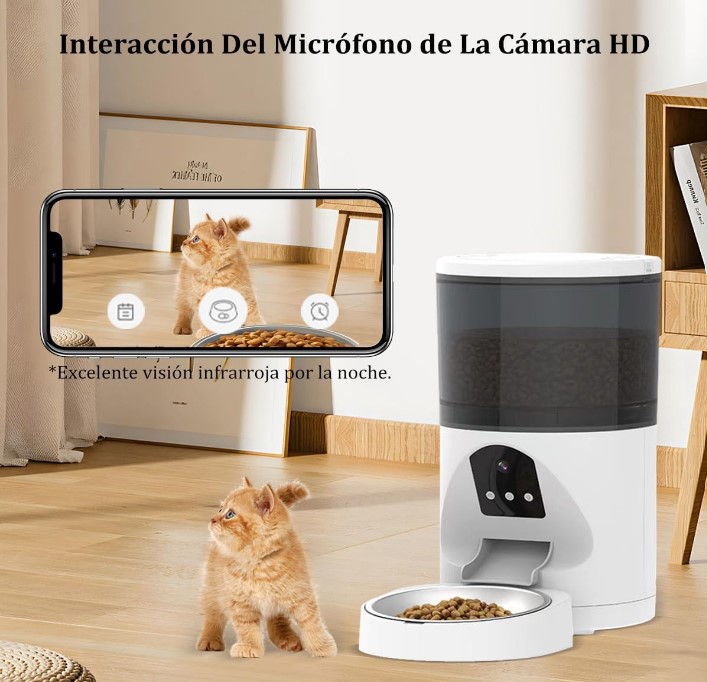 Interacción Del Micrófono de La Cámara HD
*Excelente visión infrarroja por la noche.